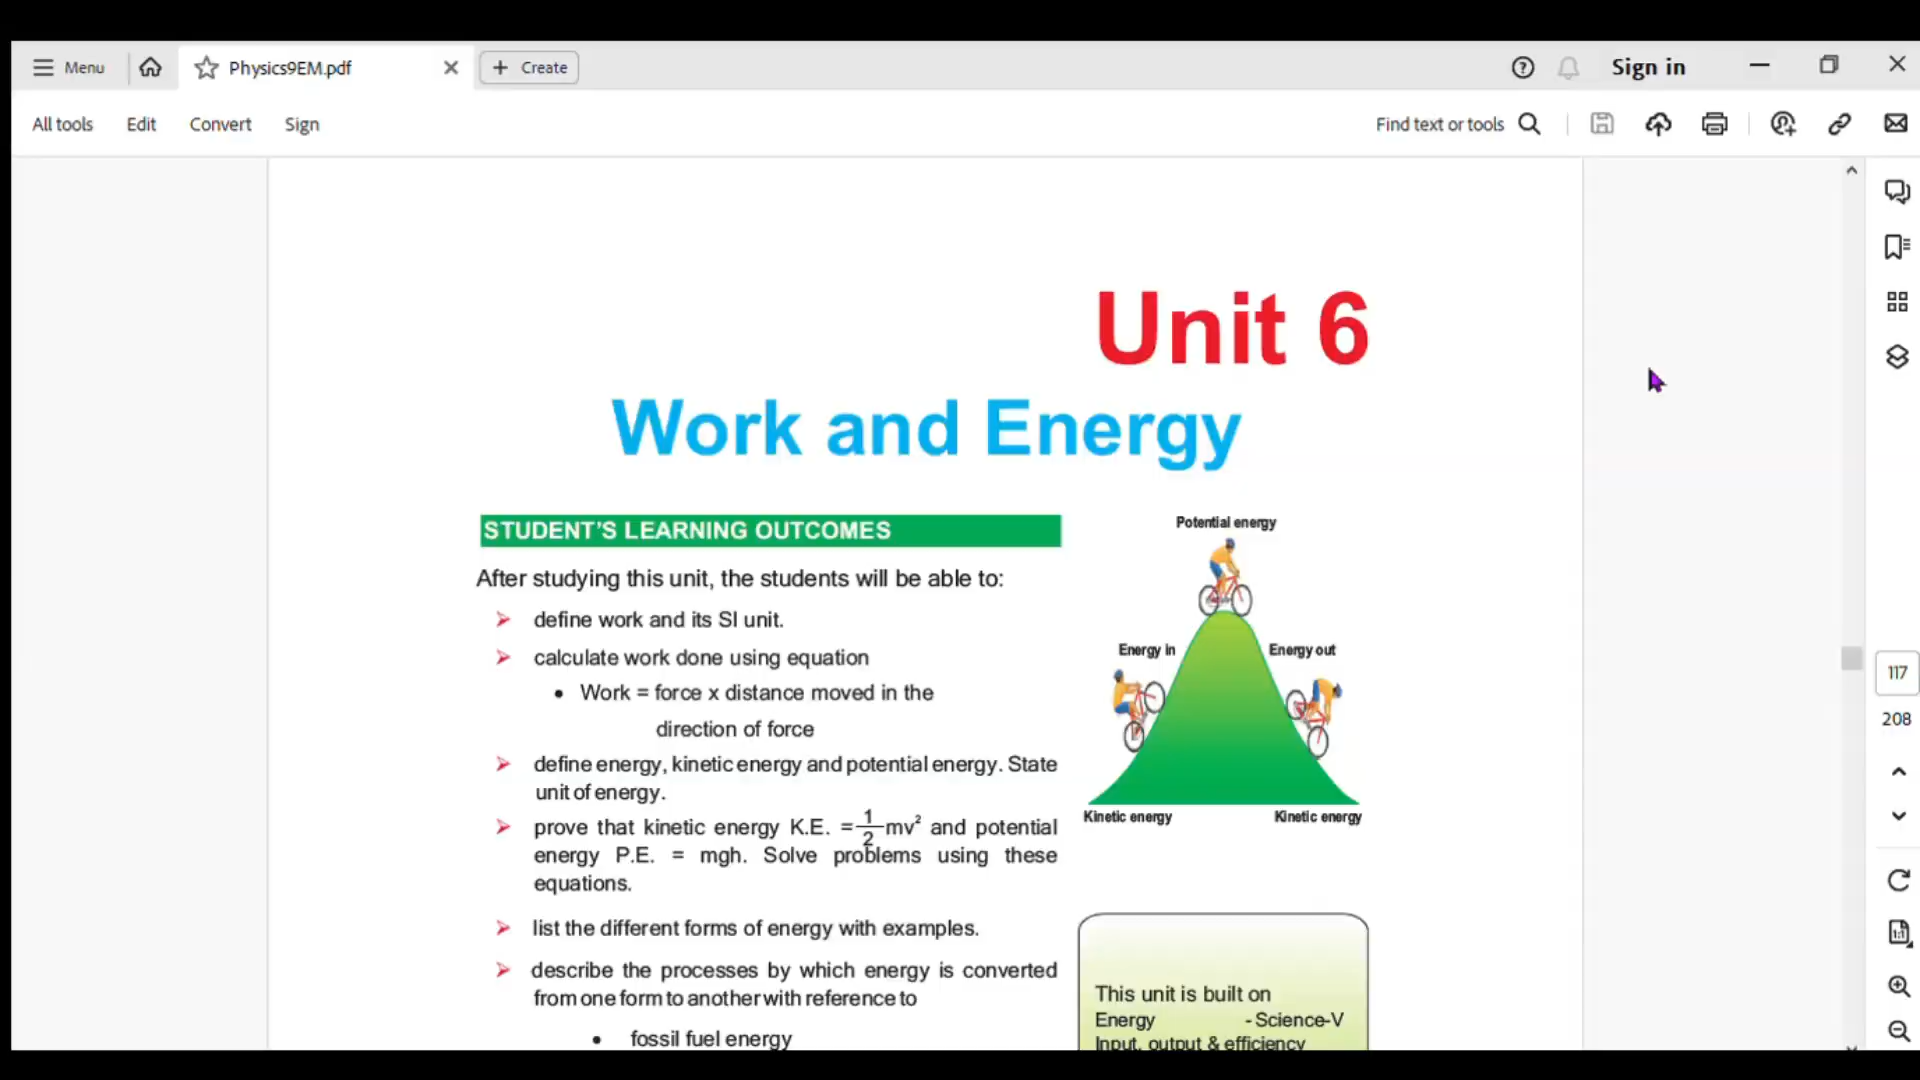 Menu
Physics9EM.pdf
Create
Sign in
All tools
Edit
Convert
Sign
Find text or tools
Unit 6
Work and Energy
STUDENT'S LEARNING OUTCOMES
After studying this unit, the students will be able to:
define work and its SI unit.
calculate work done using equation
• Work = force x distance moved in the
direction of force
define energy, kinetic energy and potential energy. State
unit of energy.
prove that kinetic energy K.E. = 1/2 mv² and potential
energy P.E. = mgh. Solve problems using these
equations.
list the different forms of energy with examples.
describe the processes by which energy is converted
from one form to another with reference to
• fossil fuel energy
Potential energy
Energy in
Energy out
Kinetic energy
Kinetic energy
This unit is built on
Energy - Science-V
Input, output & efficiency
117
208
1:1